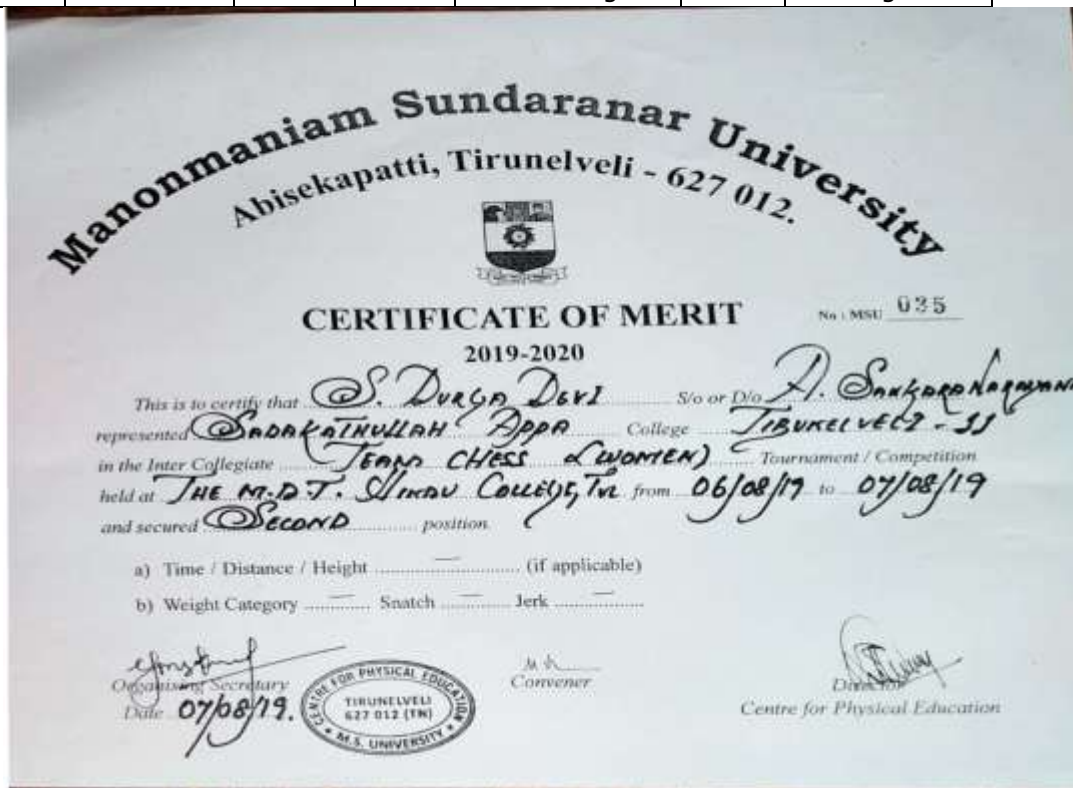 Manonmaniam Sundaranar University
Abisekapatti, Tirunelveli - 627 012.
CERTIFICATE OF MERIT
No : MSU 035
2019-2020
This is to certify that S. DURGA DEVI S/o or D/o A. SANKARANARAYANAN
represented SADAKATHULLAH APPA College TIRUNELVELI - 11
in the Inter Collegiate TEAM CHESS (WOMEN) Tournament / Competition
held at THE M.D.T. HINDU COLLEGE, TVL from 06/08/19 to 07/08/19
and secured SECOND position.
a) Time / Distance / Height — (if applicable)
b) Weight Category — Snatch — Jerk —
Organising Secretary
Convener
Director
Date 07/08/19.
Centre for Physical Education
CENTRE FOR PHYSICAL EDUCATION
TIRUNELVELI
627 012 (TN)
M.S. UNIVERSITY